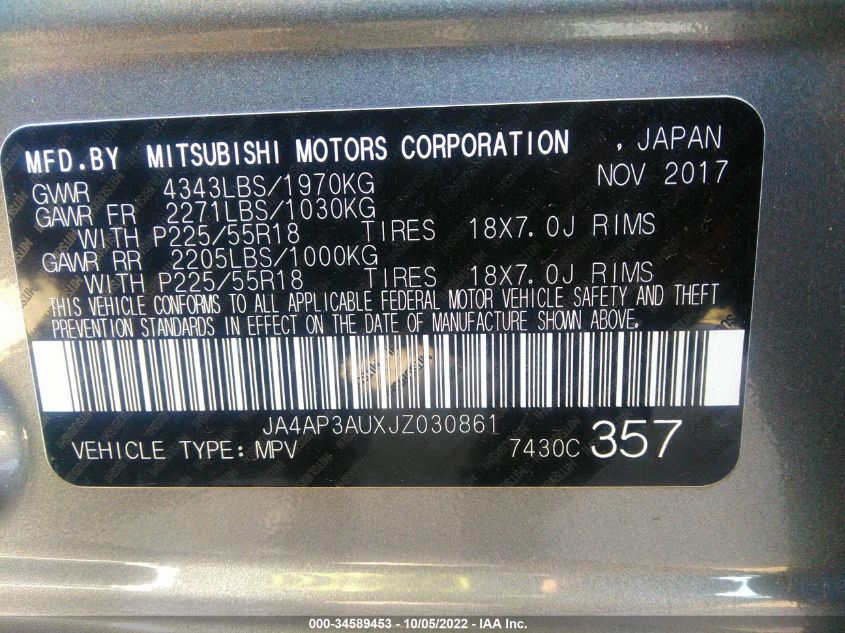 MFD.BY MITSUBISHI MOTORS CORPORATION , JAPAN
NOV 2017
GVWR 4343LBS/1970KG
GAWR FR 2271LBS/1030KG
WITH P225/55R18 TIRES 18X7.0J RIMS
GAWR RR 2205LBS/1000KG
WITH P225/55R18 TIRES 18X7.0J RIMS
THIS VEHICLE CONFORMS TO ALL APPLICABLE FEDERAL MOTOR VEHICLE SAFETY AND THEFT
PREVENTION STANDARDS IN EFFECT ON THE DATE OF MANUFACTURE SHOWN ABOVE.
JA4AP3AUXJZ030861
VEHICLE TYPE: MPV 7430C 357
000-34589453 - 10/05/2022 - IAA Inc.